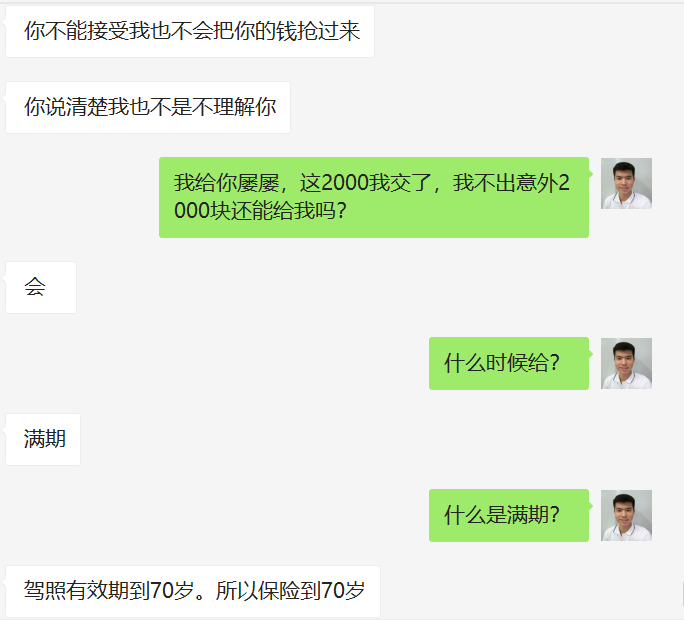 你不能接受我也不会把你的钱抢过来
你说清楚我也不是不理解你
我给你屡屡，这2000我交了，我不出意外2
000块还能给我吗？
会
什么时候给？
满期
什么是满期？
驾照有效期到70岁。所以保险到70岁